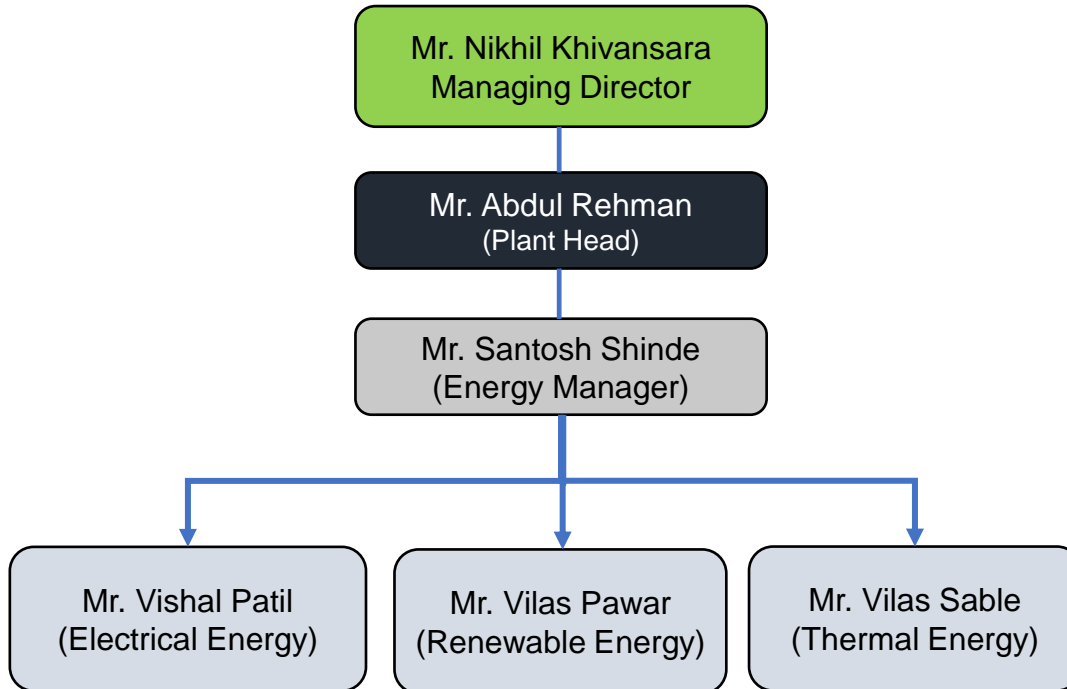 Mr. Nikhil Khivansara
Managing Director
Mr. Abdul Rehman
(Plant Head)
Mr. Santosh Shinde
(Energy Manager)
Mr. Vishal Patil
(Electrical Energy)
Mr. Vilas Pawar
(Renewable Energy)
Mr. Vilas Sable
(Thermal Energy)